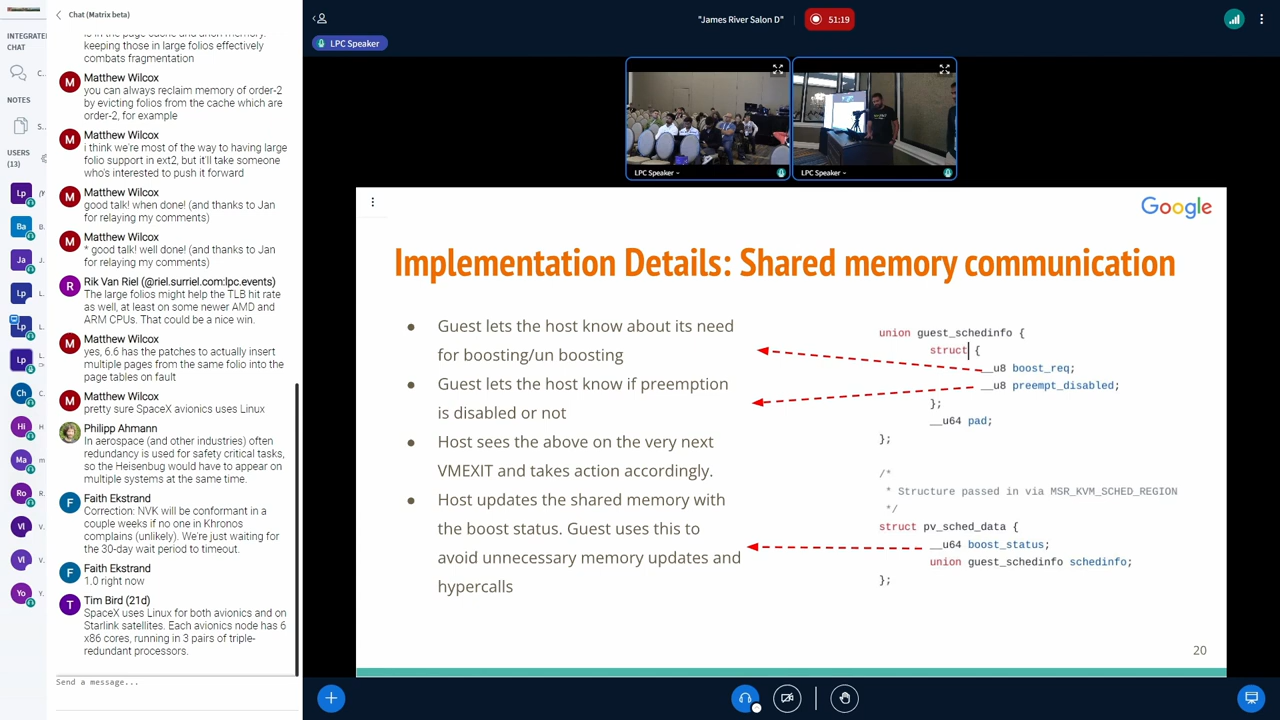 INTEGRATE
CHAT
C..
NOTES
S..
USERS
(13)
Lp
Ba
B.
Ja
J.
Lp
L.
Lp
L.
Lp
L.
Ch
C.
Hi
Ma
Ro
R.
Vl
Vl
Yo
Chat (Matrix beta)
is in the page cache and anon memory.
keeping those in large folios effectively
combats fragmentation
M
Matthew Wilcox
you can always reclaim memory of order-2
by evicting folios from the cache which are
order-2, for example
M
Matthew Wilcox
i think we're most of the way to having large
folio support in ext2, but it'll take someone
who's interested to push it forward
M
Matthew Wilcox
good talk! when done! (and thanks to Jan
for relaying my comments)
M
Matthew Wilcox
* good talk! well done! (and thanks to Jan
for relaying my comments)
R
Rik Van Riel (@riel.surriel.com:lpc.events)
The large folios might help the TLB hit rate
as well, at least on some newer AMD and
ARM CPUs. That could be a nice win.
M
Matthew Wilcox
yes, 6.6 has the patches to actually insert
multiple pages from the same folio into the
page tables on fault
M
Matthew Wilcox
pretty sure SpaceX avionics uses Linux
Philipp Ahmann
In aerospace (and other industries) often
redundancy is used for safety critical tasks,
so the Heisenbug would have to appear on
multiple systems at the same time.
F
Faith Ekstrand
Correction: NVK will be conformant in a
couple weeks if no one in Khronos
complains (unlikely). We're just waiting for
the 30-day wait period to timeout.
F
Faith Ekstrand
1.0 right now
T
Tim Bird (21d)
SpaceX uses Linux for both avionics and on
Starlink satellites. Each avionics node has 6
x86 cores, running in 3 pairs of triple-
redundant processors.
Send a message...
"James River Salon D"
51:19
LPC Speaker
LPC Speaker
LPC Speaker
Google
Implementation Details: Shared memory communication
● Guest lets the host know about its need
for boosting/un boosting
● Guest lets the host know if preemption
is disabled or not
● Host sees the above on the very next
VMEXIT and takes action accordingly.
● Host updates the shared memory with
the boost status. Guest uses this to
avoid unnecessary memory updates and
hypercalls
union guest_schedinfo {
struct {
__u8 boost_req;
__u8 preempt_disabled;
};
__u64 pad;
};
/*
* Structure passed in via MSR_KVM_SCHED_REGION
*/
struct pv_sched_data {
__u64 boost_status;
union guest_schedinfo schedinfo;
};
20